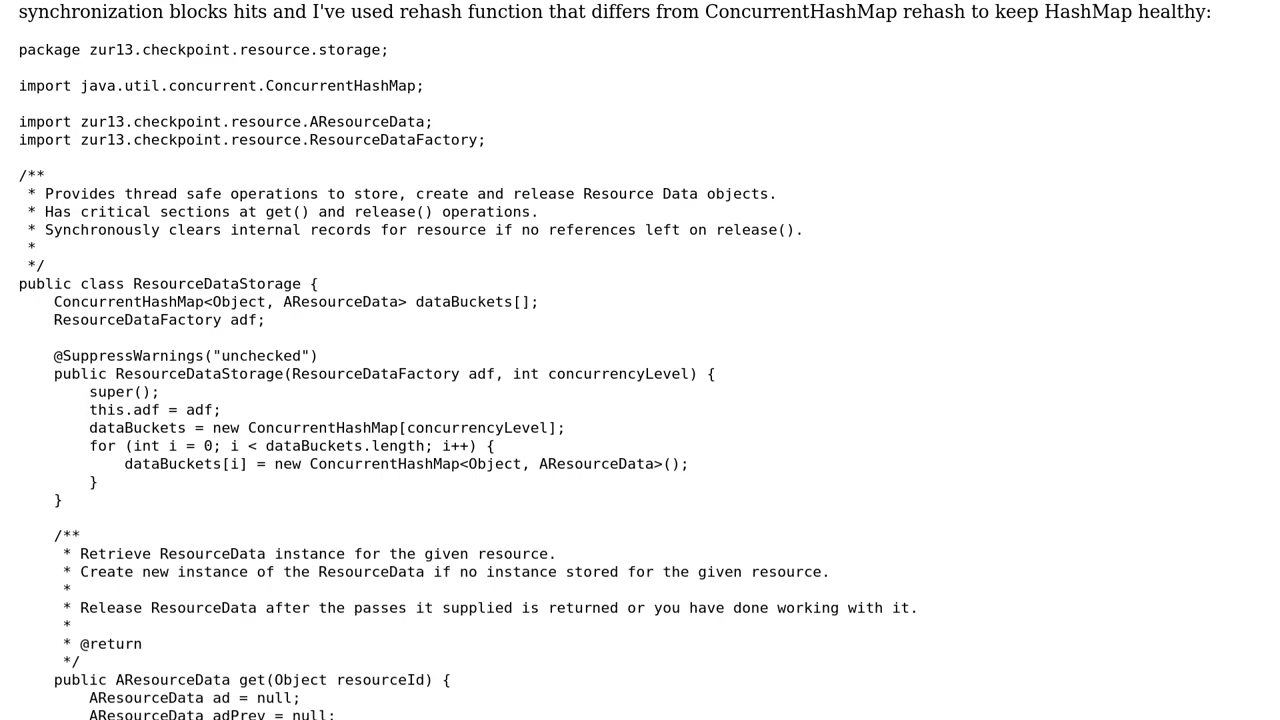 synchronization blocks hits and I've used rehash function that differs from ConcurrentHashMap rehash to keep HashMap healthy:
package zur13.checkpoint.resource.storage;
import java.util.concurrent.ConcurrentHashMap;
import zur13.checkpoint.resource.AResourceData;
import zur13.checkpoint.resource.ResourceDataFactory;
/**
 * Provides thread safe operations to store, create and release Resource Data objects.
 * Has critical sections at get() and release() operations.
 * Synchronously clears internal records for resource if no references left on release().
 *
 */
public class ResourceDataStorage {
    ConcurrentHashMap<Object, AResourceData> dataBuckets[];
    ResourceDataFactory adf;
    @SuppressWarnings("unchecked")
    public ResourceDataStorage(ResourceDataFactory adf, int concurrencyLevel) {
        super();
        this.adf = adf;
        dataBuckets = new ConcurrentHashMap[concurrencyLevel];
        for (int i = 0; i < dataBuckets.length; i++) {
            dataBuckets[i] = new ConcurrentHashMap<Object, AResourceData>();
        }
    }
    /**
     * Retrieve ResourceData instance for the given resource.
     * Create new instance of the ResourceData if no instance stored for the given resource.
     *
     * Release ResourceData after the passes it supplied is returned or you have done working with it.
     *
     * @return
     */
    public AResourceData get(Object resourceId) {
        AResourceData ad = null;
        AResourceData adPrev = null;